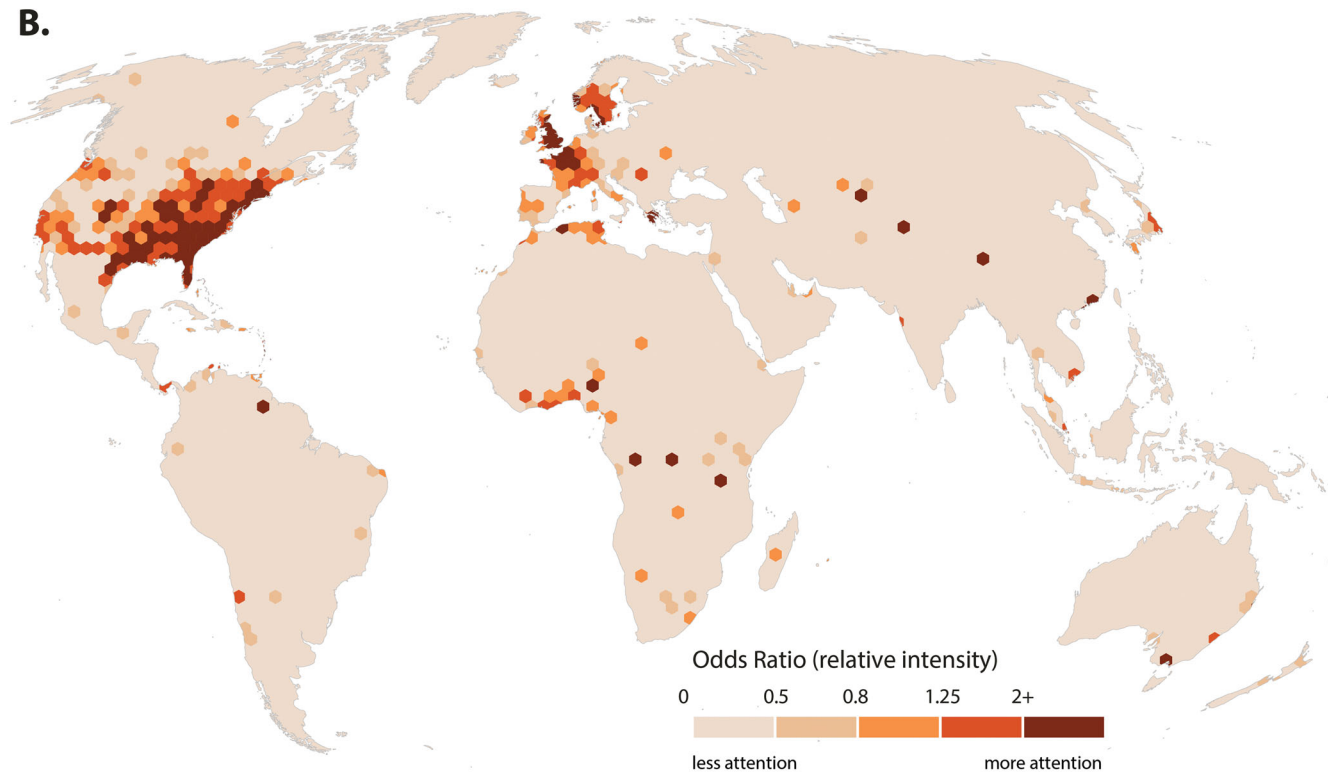 B.
Odds Ratio (relative intensity)
0 0.5 0.8 1.25 2+
less attention more attention